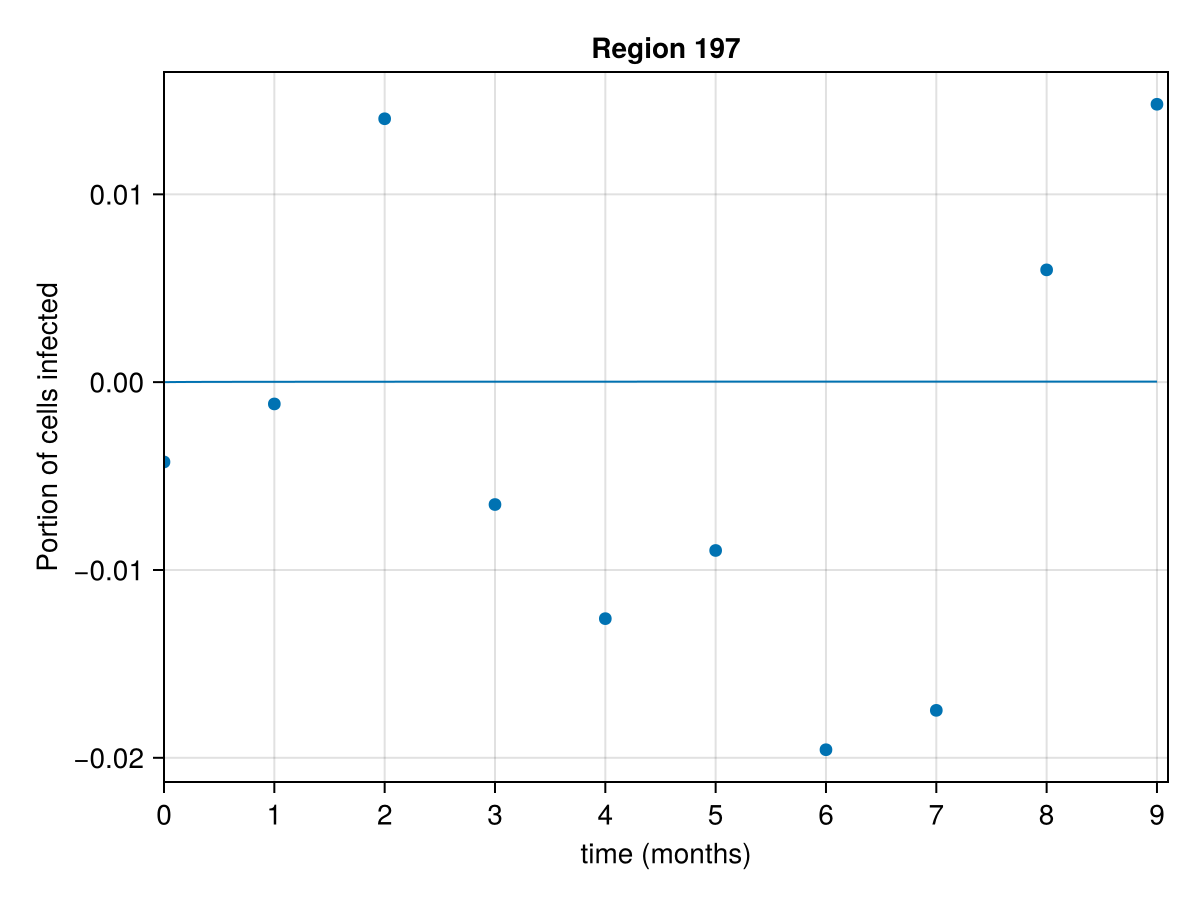 Region 197
Portion of cells infected
0.01
0.00
−0.01
−0.02
0 1 2 3 4 5 6 7 8 9
time (months)